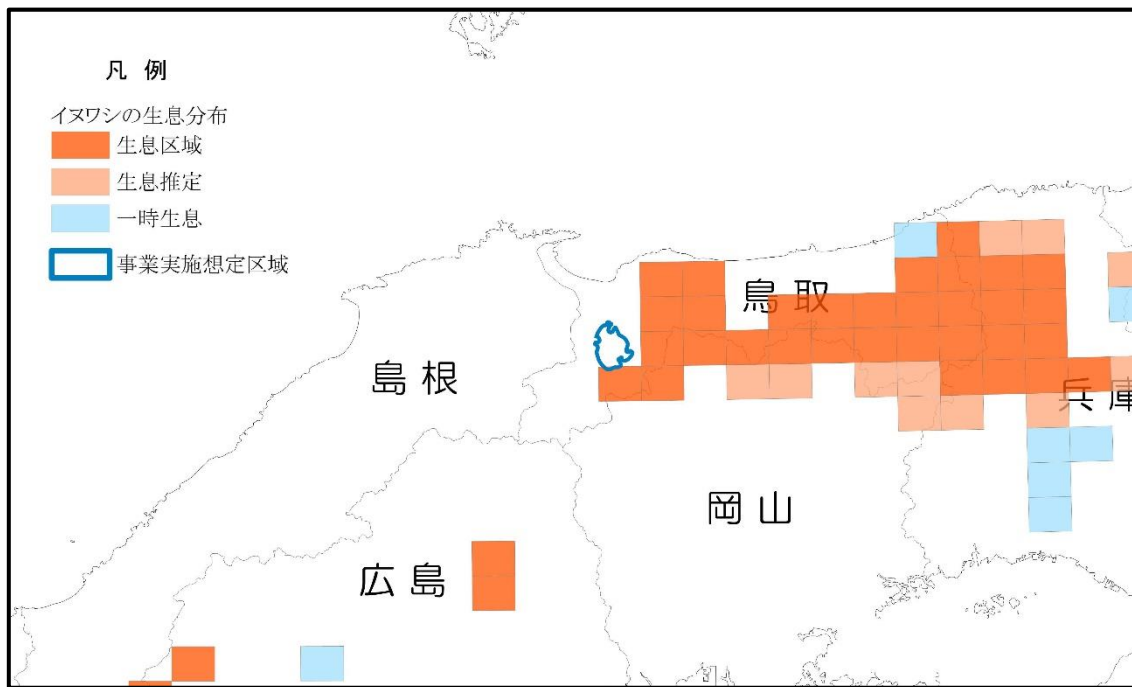 凡 例
イヌワシの生息分布
生息区域
生息推定
一時生息
事業実施想定区域
鳥取
島根
兵庫
岡山
広島